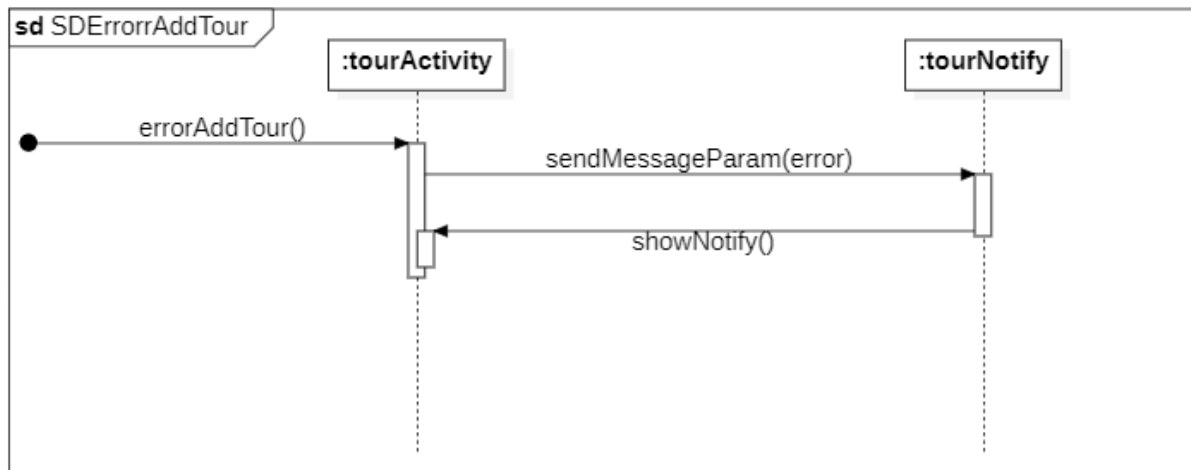 sd SDErrorrAddTour
:tourActivity
:tourNotify
errorAddTour()
sendMessageParam(error)
showNotify()